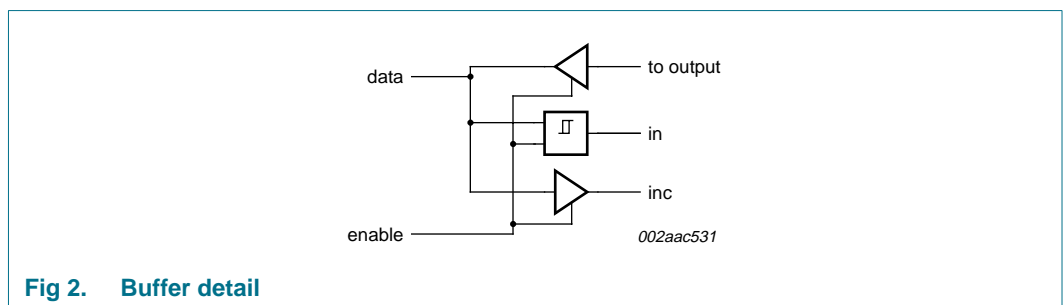 to output
data
in
inc
enable
002aac531
Fig 2. Buffer detail